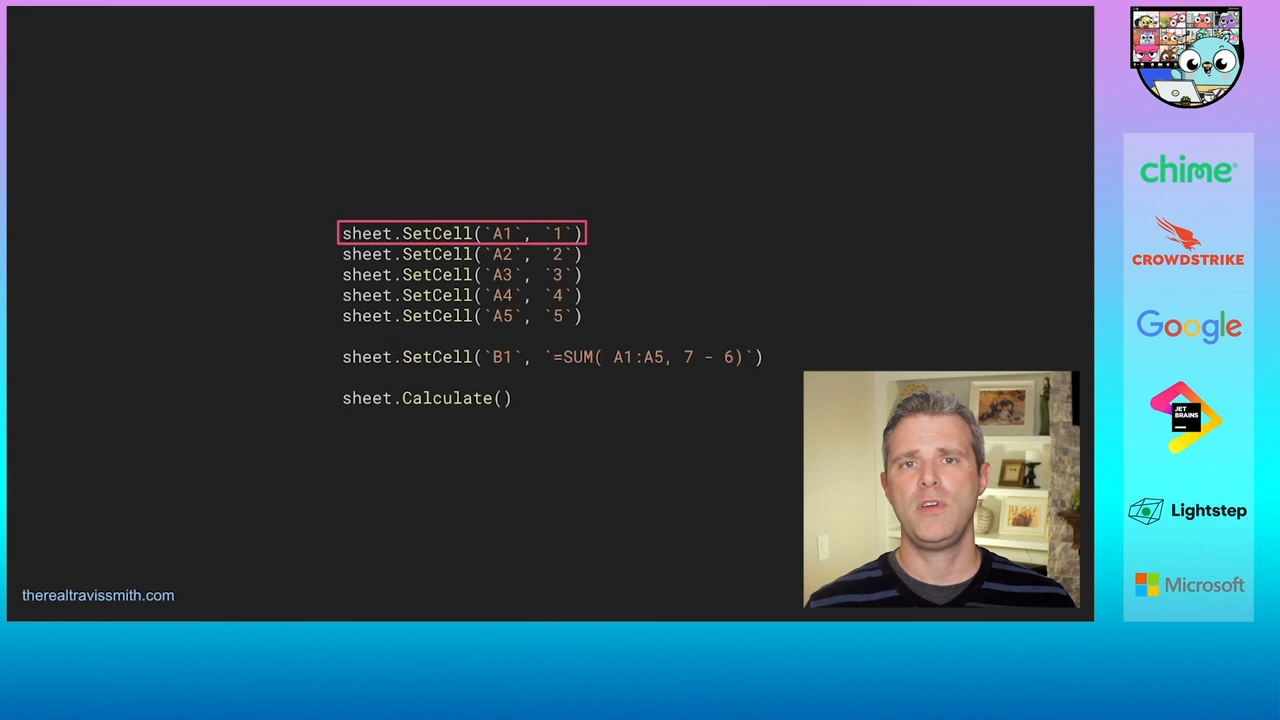 sheet.SetCell(`A1`, `1`)
sheet.SetCell(`A2`, `2`)
sheet.SetCell(`A3`, `3`)
sheet.SetCell(`A4`, `4`)
sheet.SetCell(`A5`, `5`)
sheet.SetCell(`B1`, `=SUM( A1:A5, 7 - 6)`)
sheet.Calculate()
therealtravissmith.com
chime®
CROWDSTRIKE
Google
JET
BRAINS
Lightstep
Microsoft